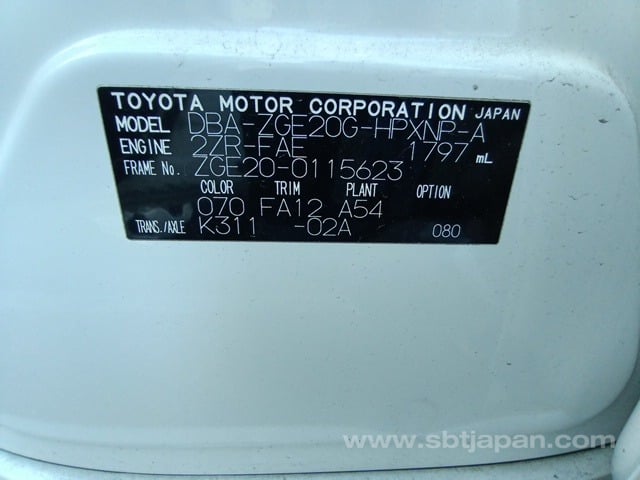 TOYOTA MOTOR CORPORATION JAPAN
MODEL DBA-ZGE20G-HPXNP-A
ENGINE 2ZR-FAE 1797 mL
FRAME No. ZGE20-0115623
COLOR TRIM PLANT OPTION
070 FA12 A54
TRANS./AXLE K311 -02A 080
www.sbtjapan.com